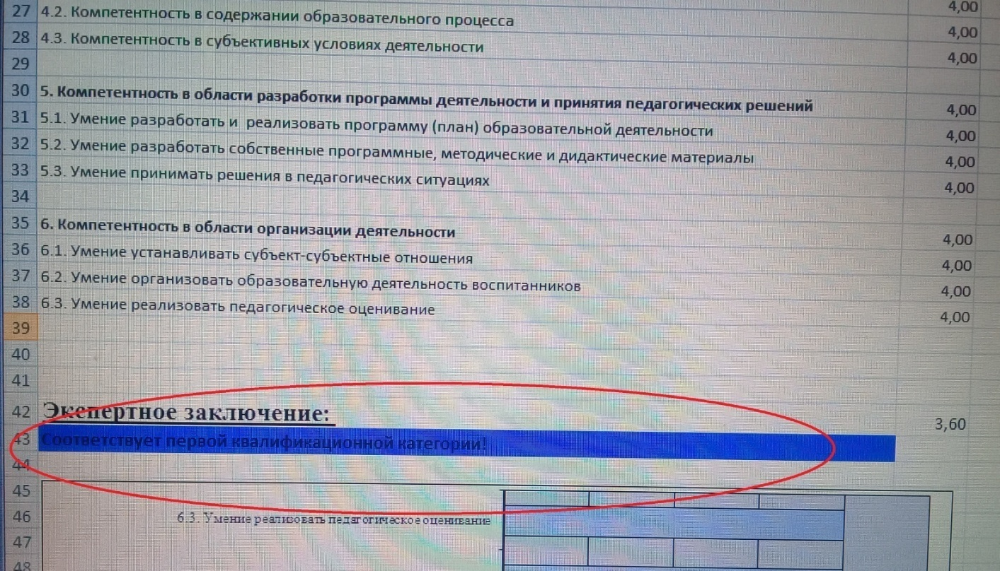 4,00
27 4.2. Компетентность в содержании образовательного процесса 4,00
28 4.3. Компетентность в субъективных условиях деятельности 4,00
29
30 5. Компетентность в области разработки программы деятельности и принятия педагогических решений 4,00
31 5.1. Умение разработать и реализовать программу (план) образовательной деятельности 4,00
32 5.2. Умение разработать собственные программные, методические и дидактические материалы 4,00
33 5.3. Умение принимать решения в педагогических ситуациях 4,00
34
35 6. Компетентность в области организации деятельности 4,00
36 6.1. Умение устанавливать субъект-субъектные отношения 4,00
37 6.2. Умение организовать образовательную деятельность воспитанников 4,00
38 6.3. Умение реализовать педагогическое оценивание 4,00
39
40
41
42 Экспертное заключение: 3,60
43 Соответствует первой квалификационной категории!
44
45
46 6.3. Умение реализовать педагогическое оценивание
47
48